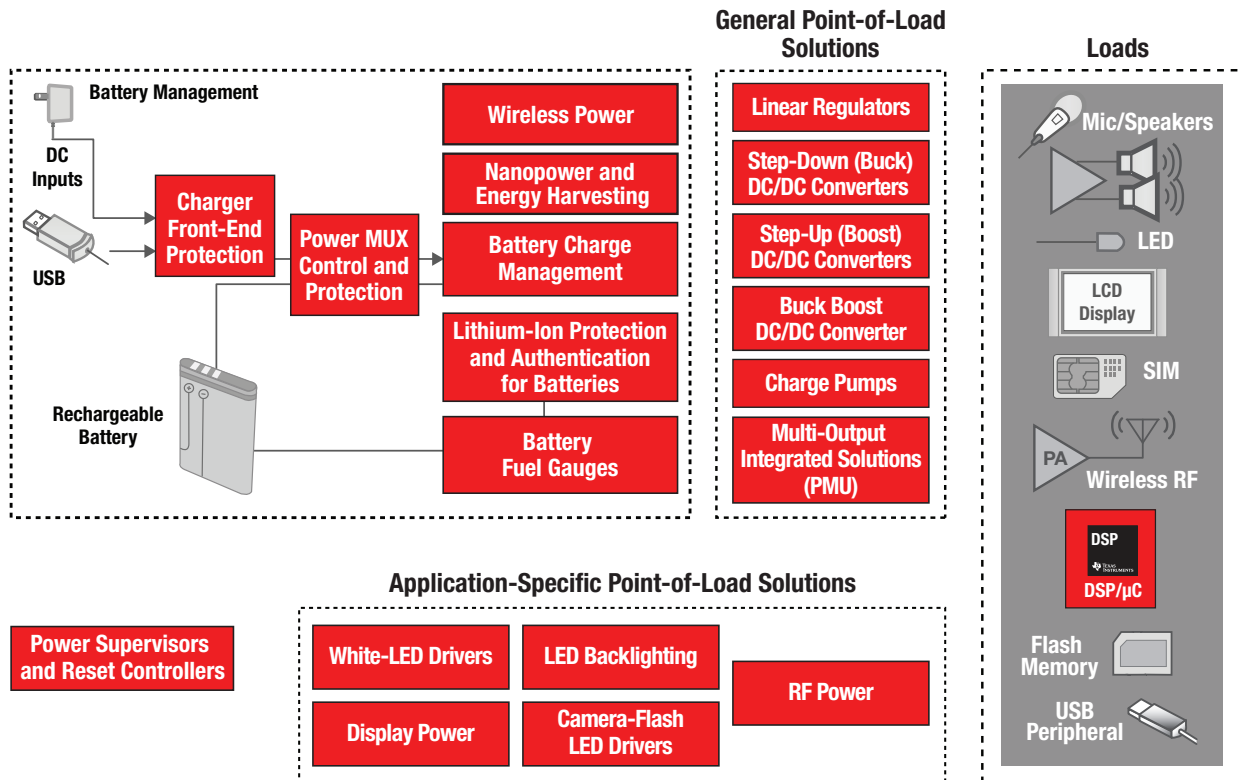 General Point-of-Load
Solutions
Loads
Battery Management
DC
Inputs
USB
Charger
Front-End
Protection
Power MUX
Control and
Protection
Wireless Power
Nanopower and
Energy Harvesting
Battery Charge
Management
Lithium-Ion Protection
and Authentication
for Batteries
Battery
Fuel Gauges
Rechargeable
Battery
+
−
Linear Regulators
Step-Down (Buck)
DC/DC Converters
Step-Up (Boost)
DC/DC Converters
Buck Boost
DC/DC Converter
Charge Pumps
Multi-Output
Integrated Solutions
(PMU)
Mic/Speakers
LED
LCD
Display
SIM
PA
Wireless RF
DSP
TEXAS
INSTRUMENTS
DSP/µC
Flash
Memory
USB
Peripheral
Application-Specific Point-of-Load Solutions
Power Supervisors
and Reset Controllers
White-LED Drivers
LED Backlighting
RF Power
Display Power
Camera-Flash
LED Drivers